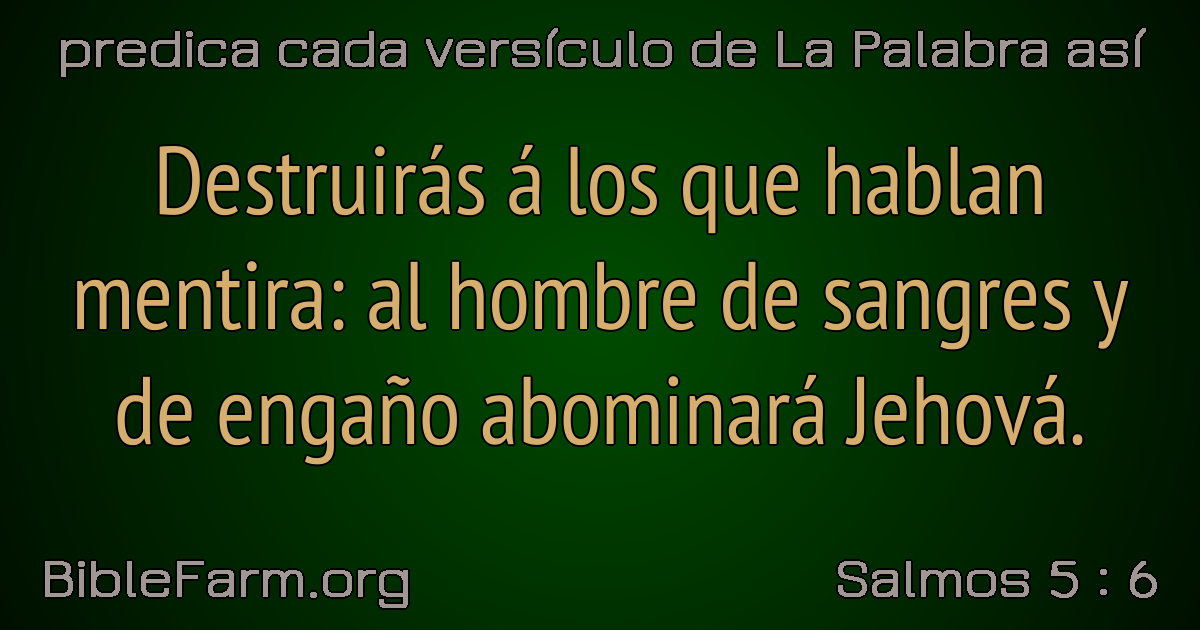 predica cada versículo de La Palabra así
Destruirás á los que hablan
mentira: al hombre de sangres y
de engaño abominará Jehová.
BibleFarm.org
Salmos 5 : 6